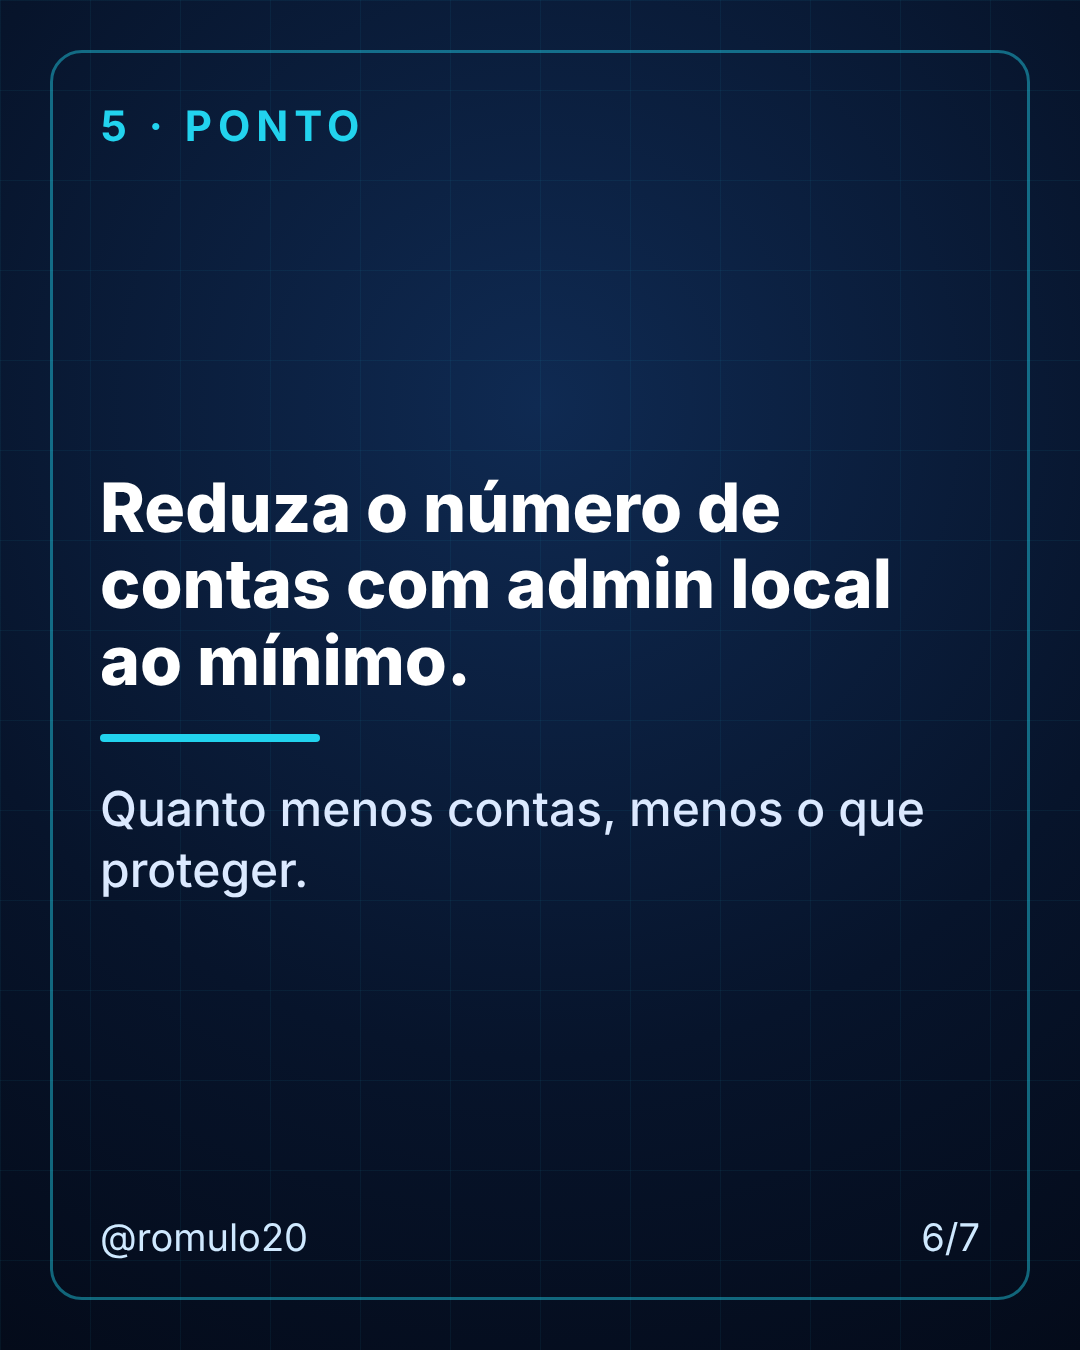 5 · PONTO
Reduza o número de
contas com admin local
ao mínimo.
Quanto menos contas, menos o que
proteger.
@romulo20
6/7